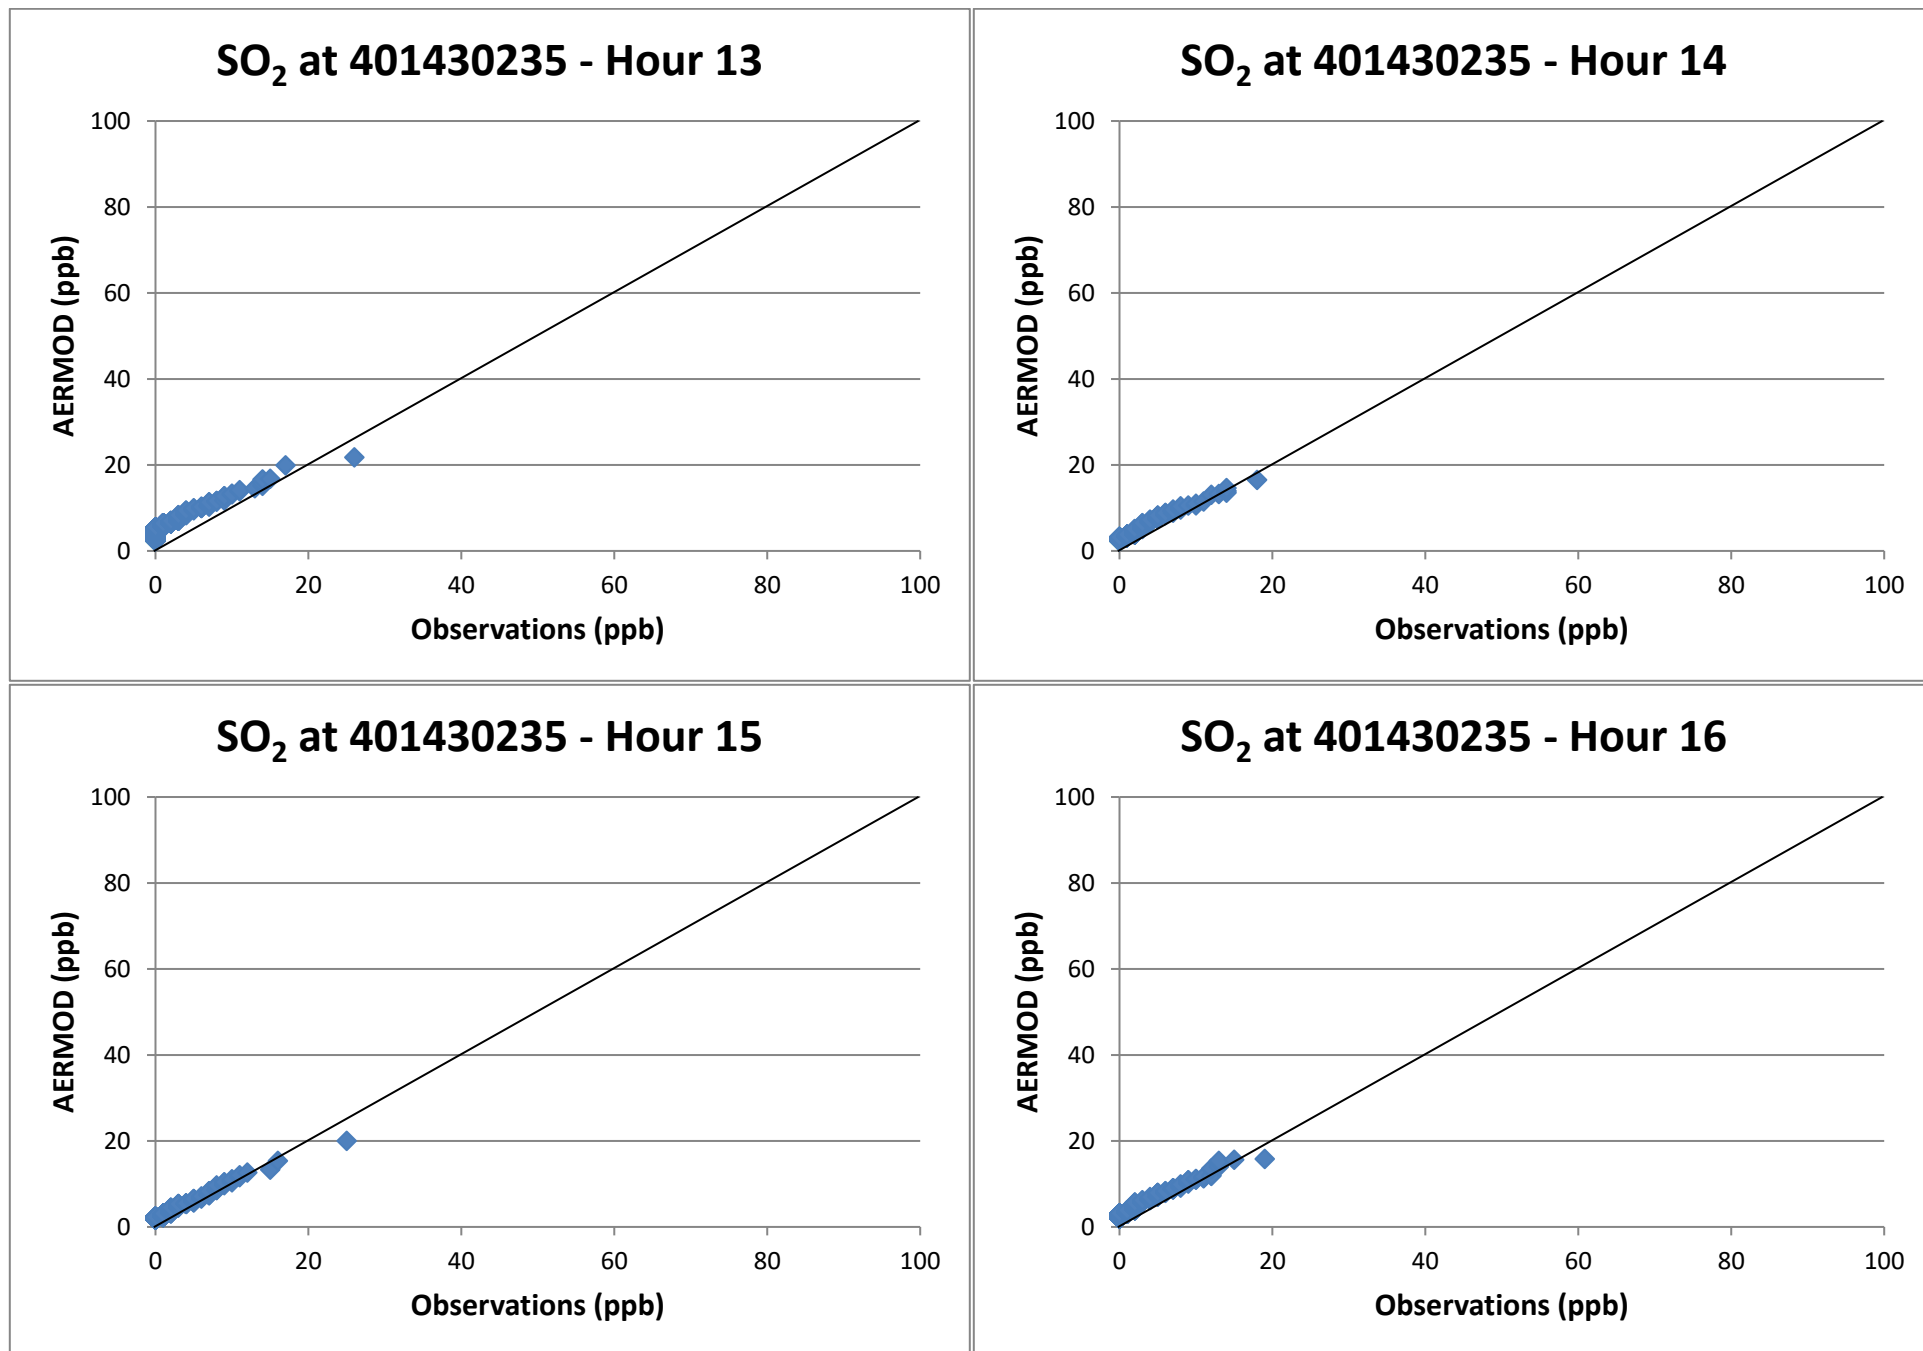 SO₂ at 401430235 - Hour 13
100
80
60
40
20
0
AERMOD (ppb)
0 20 40 60 80 100
Observations (ppb)
SO₂ at 401430235 - Hour 14
100
80
60
40
20
0
AERMOD (ppb)
0 20 40 60 80 100
Observations (ppb)
SO₂ at 401430235 - Hour 15
100
80
60
40
20
0
AERMOD (ppb)
0 20 40 60 80 100
Observations (ppb)
SO₂ at 401430235 - Hour 16
100
80
60
40
20
0
AERMOD (ppb)
0 20 40 60 80 100
Observations (ppb)